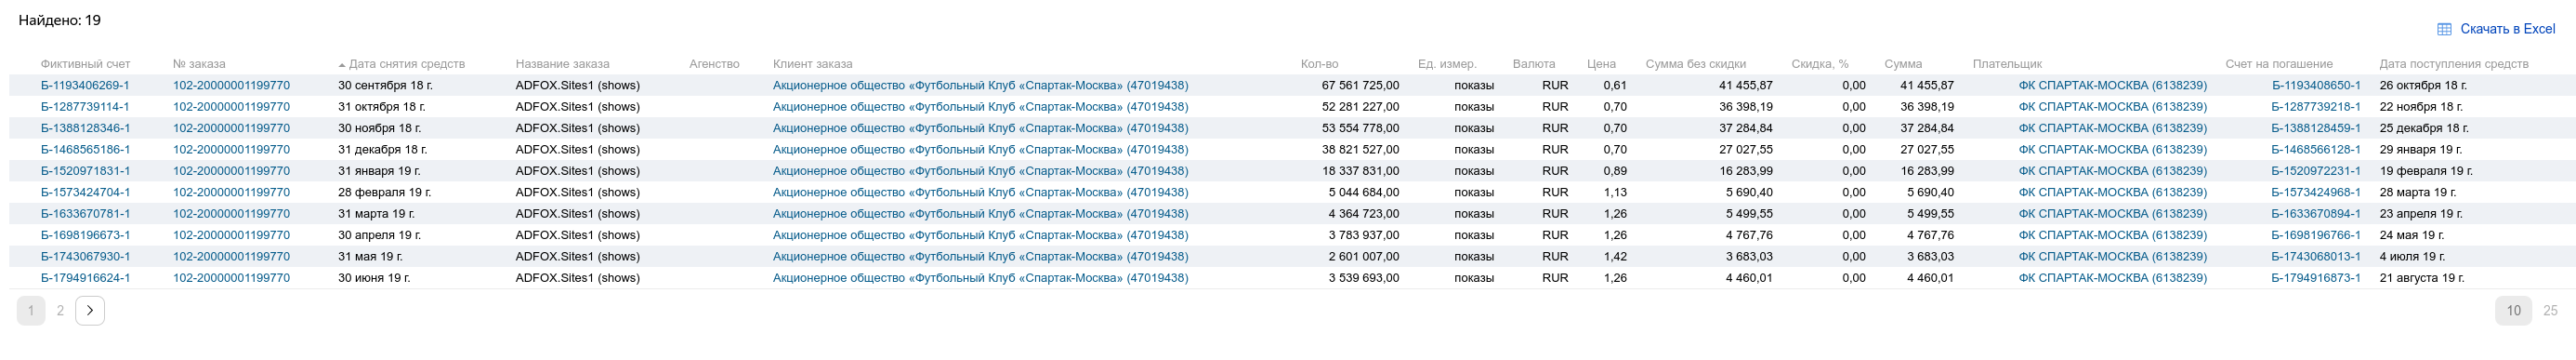 Найдено: 19
Скачать в Excel
Фиктивный счет № заказа Дата снятия средств Название заказа Агенство Клиент заказа Кол-во Ед. измер. Валюта Цена Сумма без скидки Скидка, % Сумма Плательщик Счет на погашение Дата поступления средств
Б-1193406269-1 102-20000001199770 30 сентября 18 г. ADFOX.Sites1 (shows) Акционерное общество «Футбольный Клуб «Спартак-Москва» (47019438) 67 561 725,00 показы RUR 0,61 41 455,87 0,00 41 455,87 ФК СПАРТАК-МОСКВА (6138239) Б-1193408650-1 26 октября 18 г.
Б-1287739114-1 102-20000001199770 31 октября 18 г. ADFOX.Sites1 (shows) Акционерное общество «Футбольный Клуб «Спартак-Москва» (47019438) 52 281 227,00 показы RUR 0,70 36 398,19 0,00 36 398,19 ФК СПАРТАК-МОСКВА (6138239) Б-1287739218-1 22 ноября 18 г.
Б-1388128346-1 102-20000001199770 30 ноября 18 г. ADFOX.Sites1 (shows) Акционерное общество «Футбольный Клуб «Спартак-Москва» (47019438) 53 554 778,00 показы RUR 0,70 37 284,84 0,00 37 284,84 ФК СПАРТАК-МОСКВА (6138239) Б-1388128459-1 25 декабря 18 г.
Б-1468565186-1 102-20000001199770 31 декабря 18 г. ADFOX.Sites1 (shows) Акционерное общество «Футбольный Клуб «Спартак-Москва» (47019438) 38 821 527,00 показы RUR 0,70 27 027,55 0,00 27 027,55 ФК СПАРТАК-МОСКВА (6138239) Б-1468566128-1 29 января 19 г.
Б-1520971831-1 102-20000001199770 31 января 19 г. ADFOX.Sites1 (shows) Акционерное общество «Футбольный Клуб «Спартак-Москва» (47019438) 18 337 831,00 показы RUR 0,89 16 283,99 0,00 16 283,99 ФК СПАРТАК-МОСКВА (6138239) Б-1520972231-1 19 февраля 19 г.
Б-1573424704-1 102-20000001199770 28 февраля 19 г. ADFOX.Sites1 (shows) Акционерное общество «Футбольный Клуб «Спартак-Москва» (47019438) 5 044 684,00 показы RUR 1,13 5 690,40 0,00 5 690,40 ФК СПАРТАК-МОСКВА (6138239) Б-1573424968-1 28 марта 19 г.
Б-1633670781-1 102-20000001199770 31 марта 19 г. ADFOX.Sites1 (shows) Акционерное общество «Футбольный Клуб «Спартак-Москва» (47019438) 4 364 723,00 показы RUR 1,26 5 499,55 0,00 5 499,55 ФК СПАРТАК-МОСКВА (6138239) Б-1633670894-1 23 апреля 19 г.
Б-1698196673-1 102-20000001199770 30 апреля 19 г. ADFOX.Sites1 (shows) Акционерное общество «Футбольный Клуб «Спартак-Москва» (47019438) 3 783 937,00 показы RUR 1,26 4 767,76 0,00 4 767,76 ФК СПАРТАК-МОСКВА (6138239) Б-1698196766-1 24 мая 19 г.
Б-1743067930-1 102-20000001199770 31 мая 19 г. ADFOX.Sites1 (shows) Акционерное общество «Футбольный Клуб «Спартак-Москва» (47019438) 2 601 007,00 показы RUR 1,42 3 683,03 0,00 3 683,03 ФК СПАРТАК-МОСКВА (6138239) Б-1743068013-1 4 июля 19 г.
Б-1794916624-1 102-20000001199770 30 июня 19 г. ADFOX.Sites1 (shows) Акционерное общество «Футбольный Клуб «Спартак-Москва» (47019438) 3 539 693,00 показы RUR 1,26 4 460,01 0,00 4 460,01 ФК СПАРТАК-МОСКВА (6138239) Б-1794916873-1 21 августа 19 г.
1 2 10 25